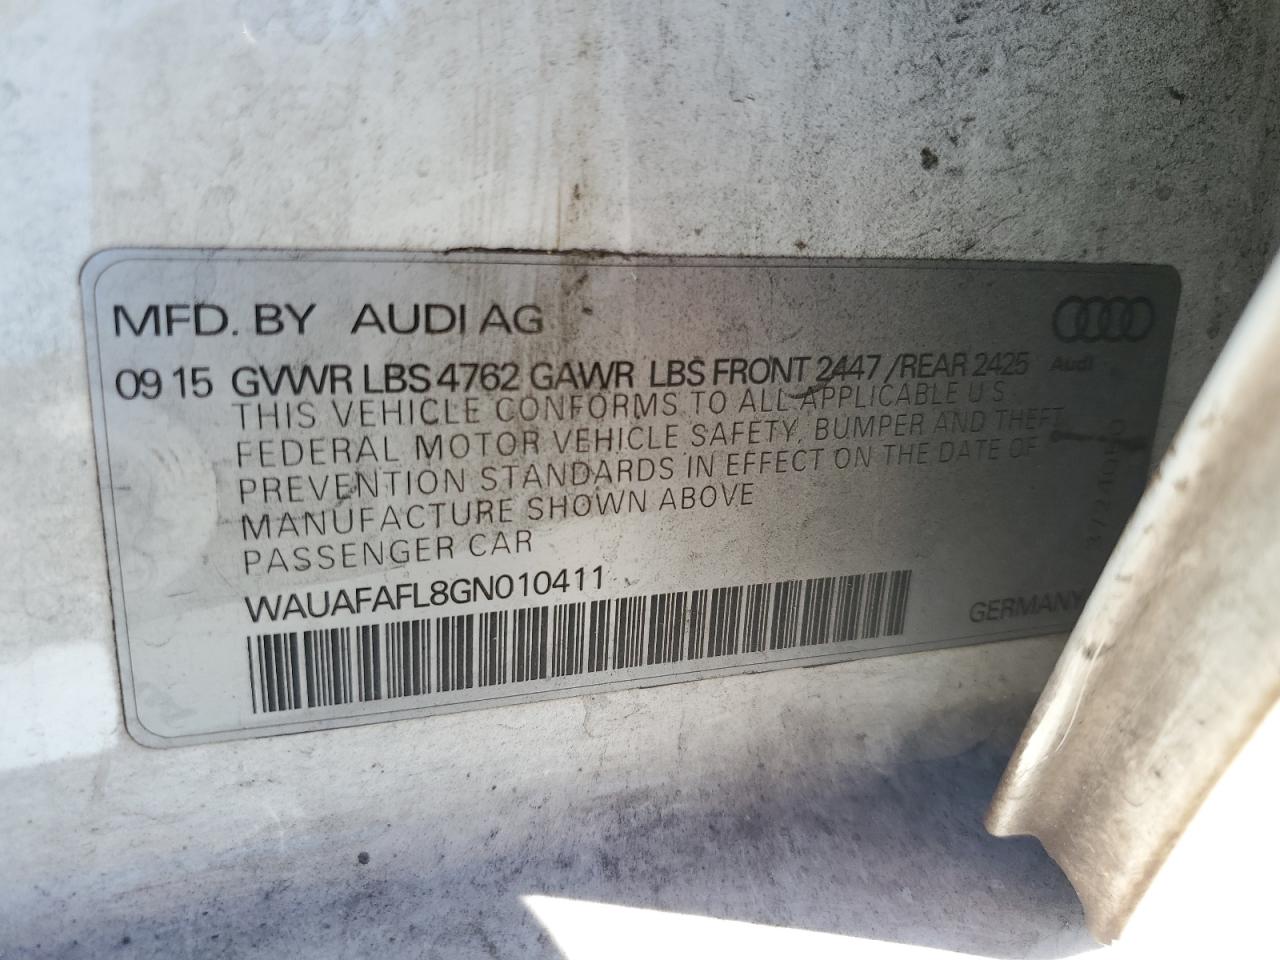 MFD. BY AUDI AG
09 15 GVWR LBS 4762 GAWR LBS FRONT 2447 /REAR 2425
Audi
THIS VEHICLE CONFORMS TO ALL APPLICABLE U S
FEDERAL MOTOR VEHICLE SAFETY, BUMPER AND THEFT
PREVENTION STANDARDS IN EFFECT ON THE DATE OF
MANUFACTURE SHOWN ABOVE
PASSENGER CAR
WAUAFAFL8GN010411
GERMANY